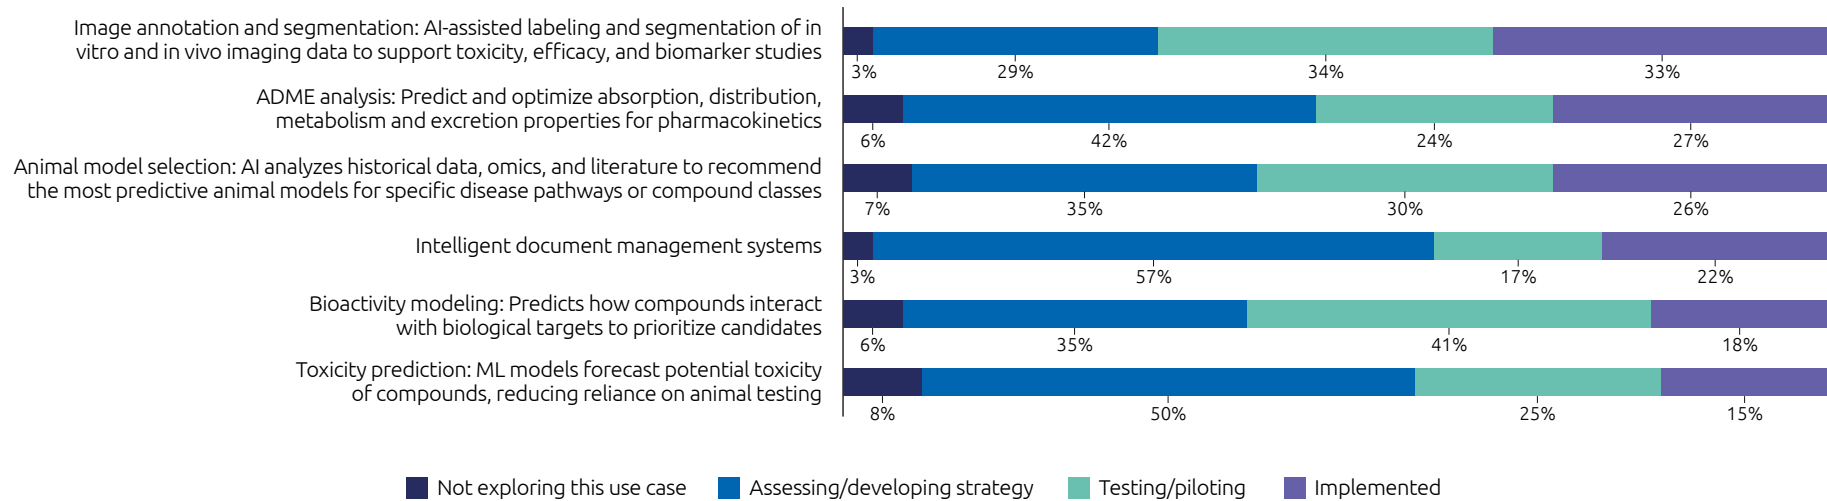 Image annotation and segmentation: AI-assisted labeling and segmentation of in
vitro and in vivo imaging data to support toxicity, efficacy, and biomarker studies
3% 29% 34% 33%
ADME analysis: Predict and optimize absorption, distribution,
metabolism and excretion properties for pharmacokinetics
6% 42% 24% 27%
Animal model selection: AI analyzes historical data, omics, and literature to recommend
the most predictive animal models for specific disease pathways or compound classes
7% 35% 30% 26%
Intelligent document management systems
3% 57% 17% 22%
Bioactivity modeling: Predicts how compounds interact
with biological targets to prioritize candidates
6% 35% 41% 18%
Toxicity prediction: ML models forecast potential toxicity
of compounds, reducing reliance on animal testing
8% 50% 25% 15%
Not exploring this use case Assessing/developing strategy Testing/piloting Implemented